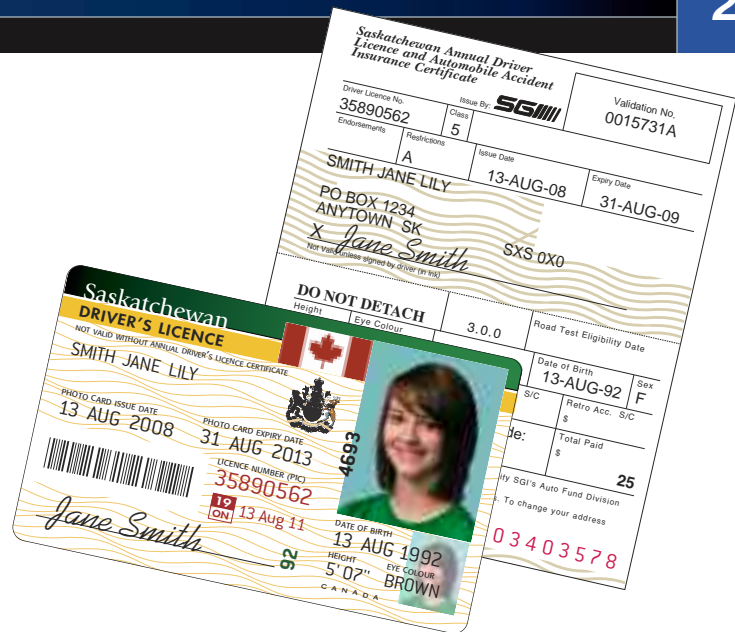 2
Saskatchewan Annual Driver
Licence and Automobile Accident
Insurance Certificate
Driver Licence No.
35890562
Class
5
Issue By: SGI
Validation No.
0015731A
Endorsements
Restrictions
A
Issue Date
13-AUG-08
Expiry Date
31-AUG-09
SMITH JANE LILY
PO BOX 1234
ANYTOWN SK
SXS 0X0
X Jane Smith
Not Valid unless signed by driver (in ink)
DO NOT DETACH
3.0.0
Road Test Eligibility Date
Height
Eye Colour
Date of Birth
13-AUG-92
Sex
F
S/C
Retro Acc. S/C
$
de:
Total Paid
$
25
ify SGI's Auto Fund Division
s. To change your address
03403578
Saskatchewan
DRIVER'S LICENCE
NOT VALID WITHOUT ANNUAL DRIVER'S LICENCE CERTIFICATE
SMITH JANE LILY
PHOTO CARD ISSUE DATE
13 AUG 2008
PHOTO CARD EXPIRY DATE
31 AUG 2013
LICENCE NUMBER (PIC)
35890562
19
ON
13 Aug 11
4693
Jane Smith
92
DATE OF BIRTH
13 AUG 1992
HEIGHT
5'07"
EYE COLOUR
BROWN
CANADA